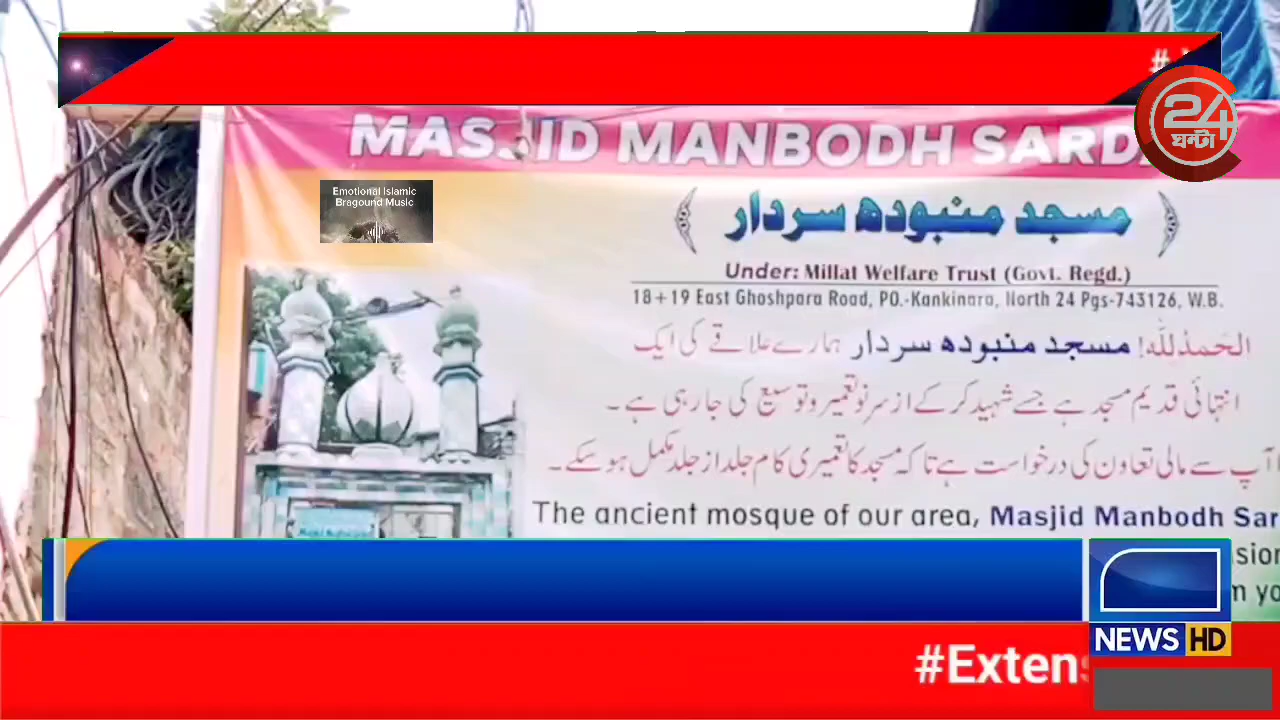 24
ঘন্টা
MASJID MANBODH SARDA
Emotional Islamic
Bragound Music
مسجد منبودھ سردار
Under: Millat Welfare Trust (Govt. Regd.)
18+19 East Ghoshpara Road, PO.-Kankinara, North 24 Pgs-743126, W.B.
الحمدللہ! مسجد منبودھ سردار ہمارے علاقے کی ایک
انتہائی قدیم مسجد ہے جسے شہید کر کے از سر نو تعمیر و توسیع کی جا رہی ہے۔
آپ سے مالی تعاون کی درخواست ہے تاکہ مسجد کا تعمیری کام جلد از جلد مکمل ہو سکے۔
The ancient mosque of our area, Masjid Manbodh Sar
NEWS HD
#Extens